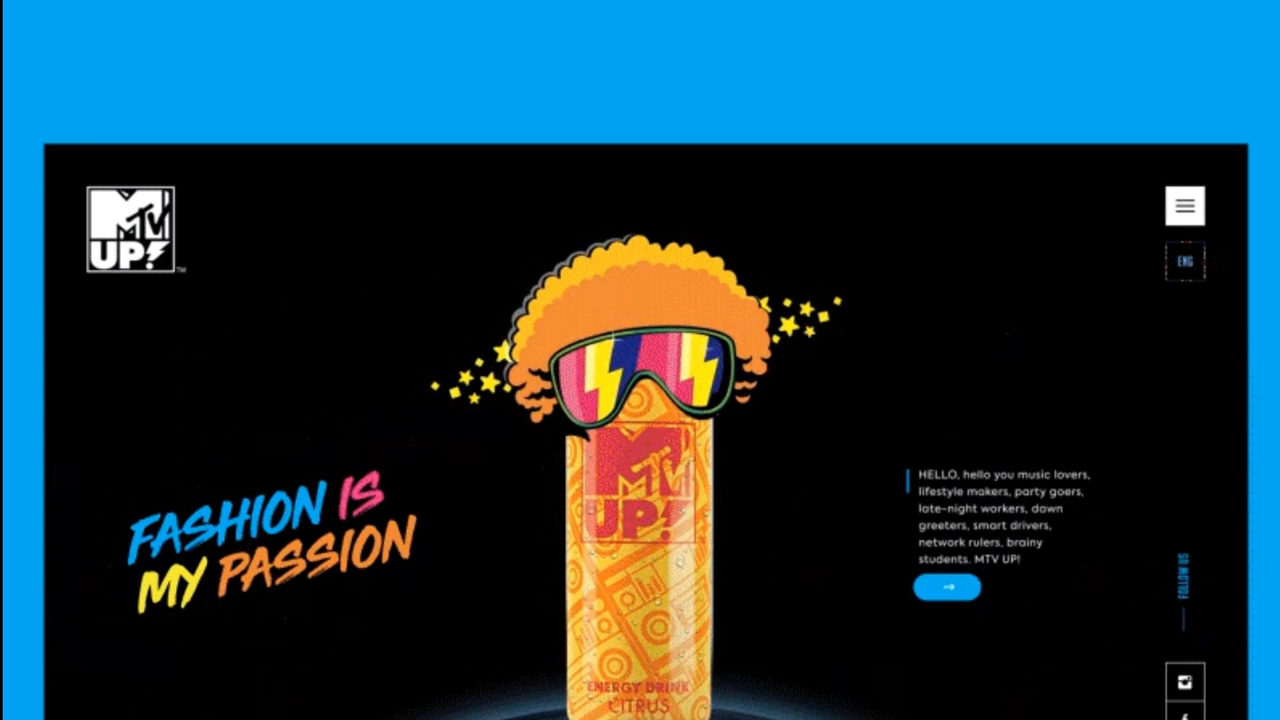 MTV
UP!
TM
ENG
FASHION IS
MY PASSION
MTV
UP!
ENERGY DRINK
CITRUS
HELLO, hello you music lovers,
lifestyle makers, party goers,
late-night workers, dawn
greeters, smart drivers,
network rulers, brainy
students. MTV UP!
FOLLOW US